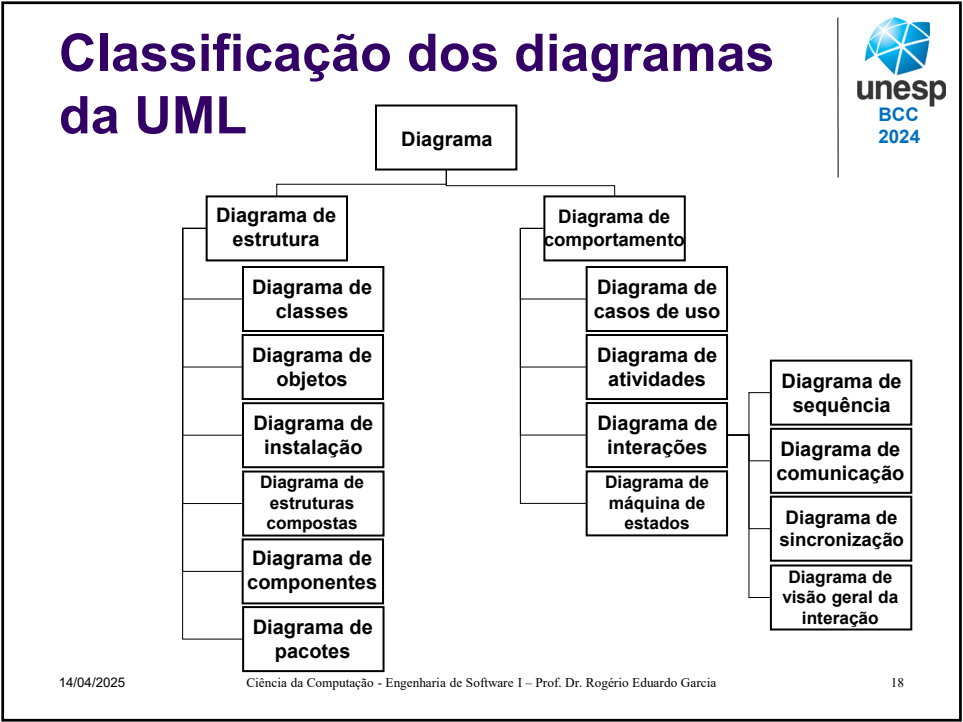 Classificação dos diagramas
da UML
unesp
BCC
2024
Diagrama
Diagrama de
estrutura
Diagrama de
classes
Diagrama de
objetos
Diagrama de
instalação
Diagrama de
estruturas
compostas
Diagrama de
componentes
Diagrama de
pacotes
Diagrama de
comportamento
Diagrama de
casos de uso
Diagrama de
atividades
Diagrama de
interações
Diagrama de
máquina de
estados
Diagrama de
sequência
Diagrama de
comunicação
Diagrama de
sincronização
Diagrama de
visão geral da
interação
14/04/2025
Ciência da Computação - Engenharia de Software I – Prof. Dr. Rogério Eduardo Garcia
18